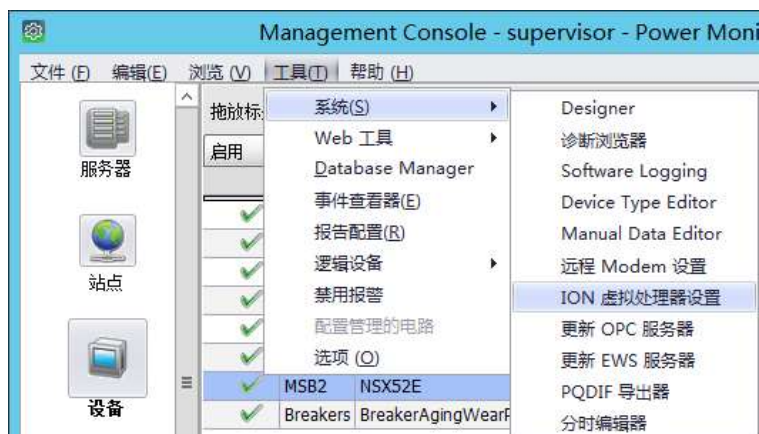 Management Console - supervisor - Power Moni
文件 (F) 编辑(E) 浏览 (V) 工具(T) 帮助 (H)
服务器
站点
设备
拖放标
启用
MSB2 NSX52E
Breakers BreakerAgingWear
系统(S)
Web 工具
Database Manager
事件查看器(E)
报告配置(R)
逻辑设备
禁用报警
配置管理的电路
选项 (O)
Designer
诊断浏览器
Software Logging
Device Type Editor
Manual Data Editor
远程 Modem 设置
ION 虚拟处理器设置
更新 OPC 服务器
更新 EWS 服务器
PQDIF 导出器
分时编辑器